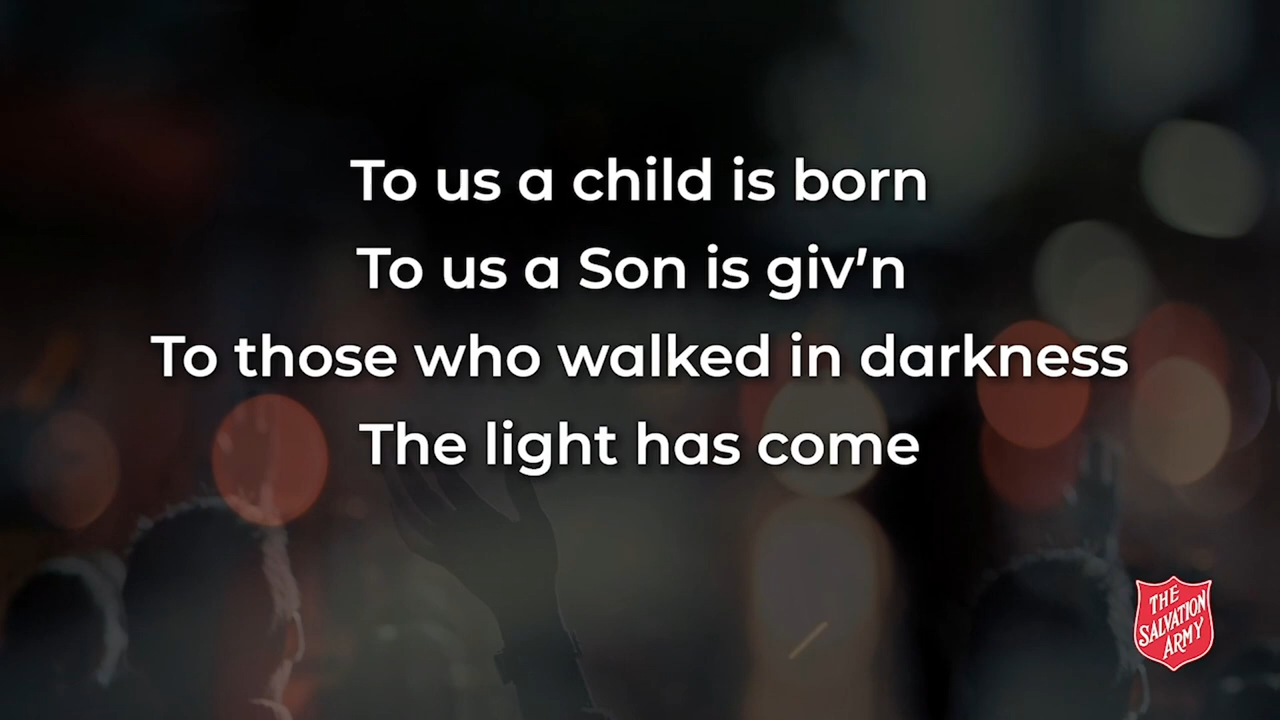 To us a child is born
To us a Son is giv’n
To those who walked in darkness
The light has come
THE
SALVATION
ARMY